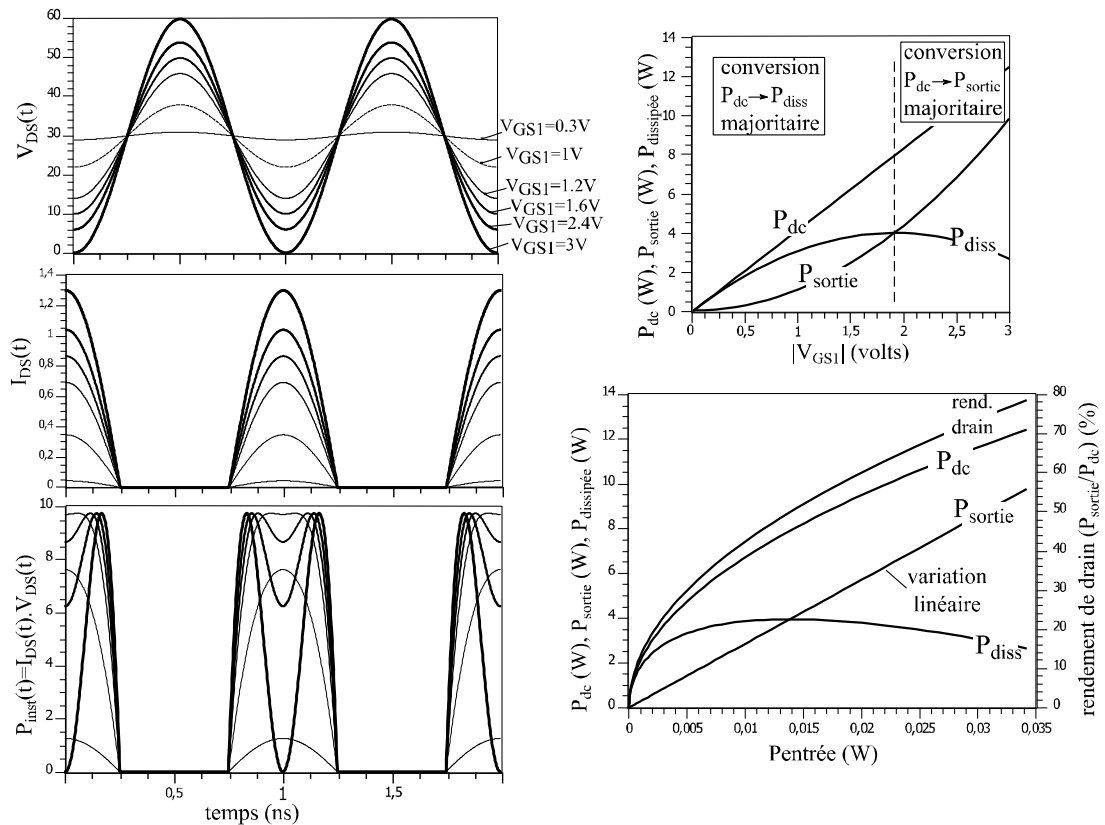 60
50
40
30
20
10
0
V_DS(t)
V_GS1=0.3V
V_GS1=1V
V_GS1=1.2V
V_GS1=1.6V
V_GS1=2.4V
V_GS1=3V
1,4
1,2
1
0,8
0,6
0,4
0,2
0
I_DS(t)
10
8
6
4
2
0
P_inst(t)=I_DS(t).V_DS(t)
0,5
1
1,5
temps (ns)
14
12
10
8
6
4
2
0
P_dc (W), P_sortie (W), P_dissipée (W)
conversion
P_dc→P_diss
majoritaire
conversion
P_dc→P_sortie
majoritaire
P_dc
P_diss
P_sortie
0
0,5
1
1,5
2
2,5
3
|V_GS1| (volts)
14
12
10
8
6
4
2
0
P_dc (W), P_sortie (W), P_dissipée (W)
rend.
drain
P_dc
P_sortie
variation
linéaire
P_diss
80
70
60
50
40
30
20
10
0
rendement de drain (P_sortie/P_dc) (%)
0
0,005
0,01
0,015
0,02
0,025
0,03
0,035
Pentrée (W)